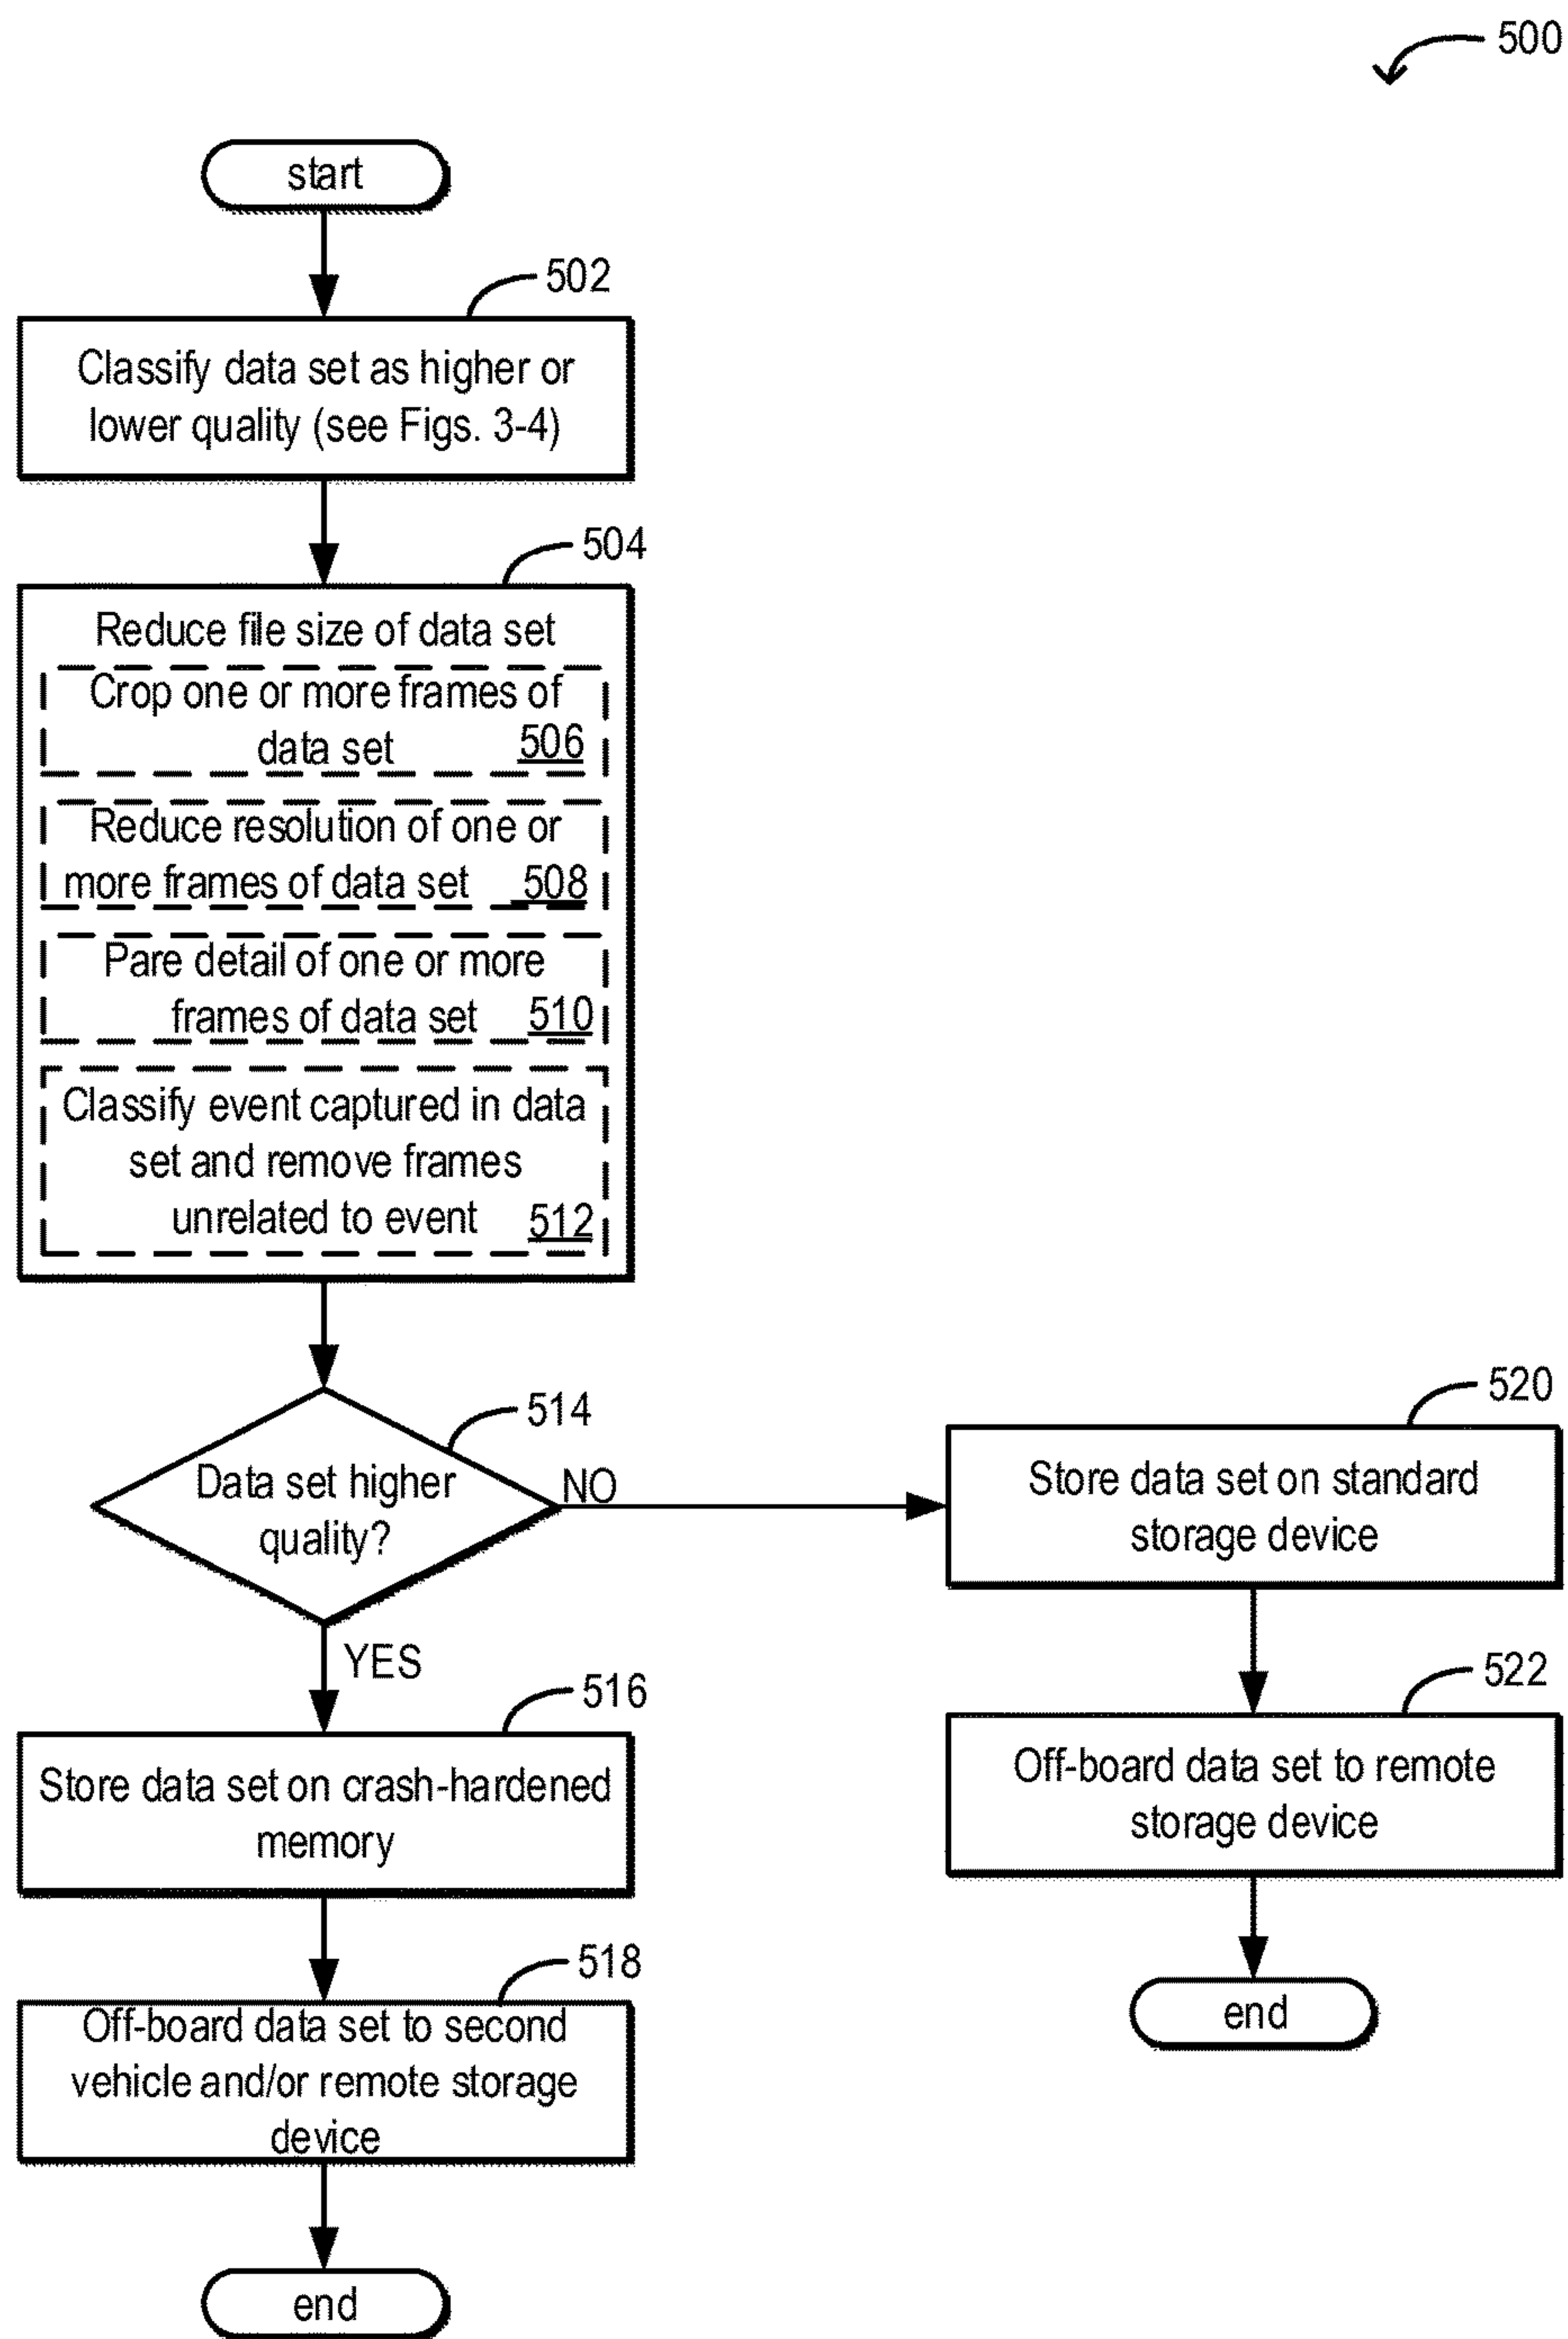 500
start
502
Classify data set as higher or
lower quality (see Figs. 3-4)
504
Reduce file size of data set
Crop one or more frames of
data set 506
Reduce resolution of one or
more frames of data set 508
Pare detail of one or more
frames of data set 510
Classify event captured in data
set and remove frames
unrelated to event 512
514
Data set higher
quality?
NO
YES
516
Store data set on crash-hardened
memory
518
Off-board data set to second
vehicle and/or remote storage
device
end
520
Store data set on standard
storage device
522
Off-board data set to remote
storage device
end